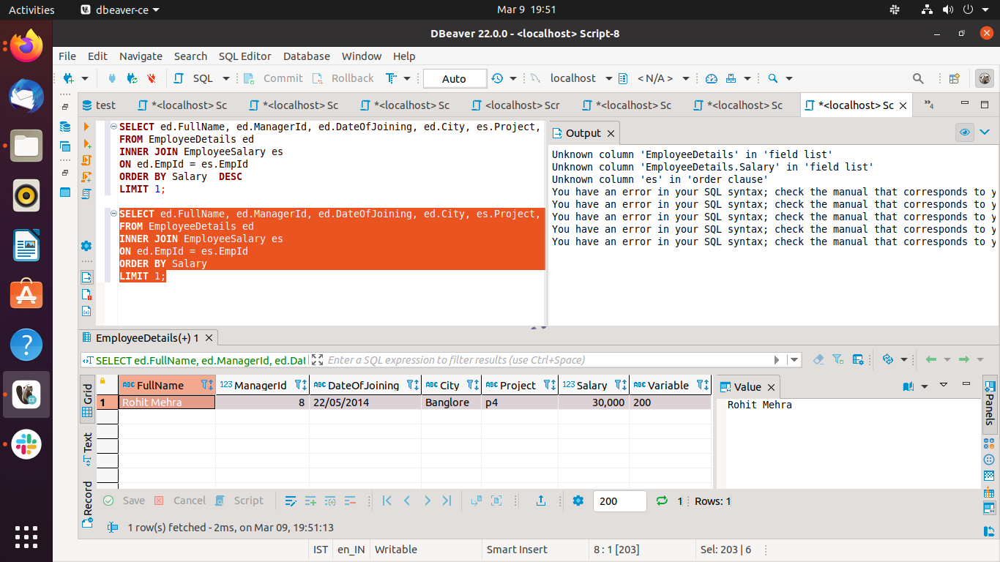 Activities
dbeaver-ce
Mar 9 19:51
DBeaver 22.0.0 - <localhost> Script-8
File Edit Navigate Search SQL Editor Database Window Help
SQL Commit Rollback Auto localhost < N/A >
test *<localhost> Sc *<localhost> Sc *<localhost> Sc <localhost> Scr *<localhost> Sc *<localhost> Sc *<localhost> Sc »4
SELECT ed.FullName, ed.ManagerId, ed.DateOfJoining, ed.City, es.Project,
FROM EmployeeDetails ed
INNER JOIN EmployeeSalary es
ON ed.EmpId = es.EmpId
ORDER BY Salary  DESC
LIMIT 1;
SELECT ed.FullName, ed.ManagerId, ed.DateOfJoining, ed.City, es.Project,
FROM EmployeeDetails ed
INNER JOIN EmployeeSalary es
ON ed.EmpId = es.EmpId
ORDER BY Salary
LIMIT 1;
Output
Unknown column 'EmployeeDetails' in 'field list'
Unknown column 'EmployeeDetails.Salary' in 'field list'
Unknown column 'es' in 'order clause'
You have an error in your SQL syntax; check the manual that corresponds to y
You have an error in your SQL syntax; check the manual that corresponds to y
You have an error in your SQL syntax; check the manual that corresponds to y
You have an error in your SQL syntax; check the manual that corresponds to y
You have an error in your SQL syntax; check the manual that corresponds to y
EmployeeDetails(+) 1
SELECT ed.FullName, ed.ManagerId, ed.Dat
Enter a SQL expression to filter results (use Ctrl+Space)
Grid
Text
Record
ABC FullName 123 ManagerId ABC DateOfJoining ABC City ABC Project 123 Salary ABC Variable
1 Rohit Mehra 8 22/05/2014 Banglore p4 30,000 200
Value
Rohit Mehra
Panels
Save Cancel Script 200 1 Rows: 1
1 row(s) fetched - 2ms, on Mar 09, 19:51:13
IST en_IN Writable Smart Insert 8 : 1 [203] Sel: 203 | 6